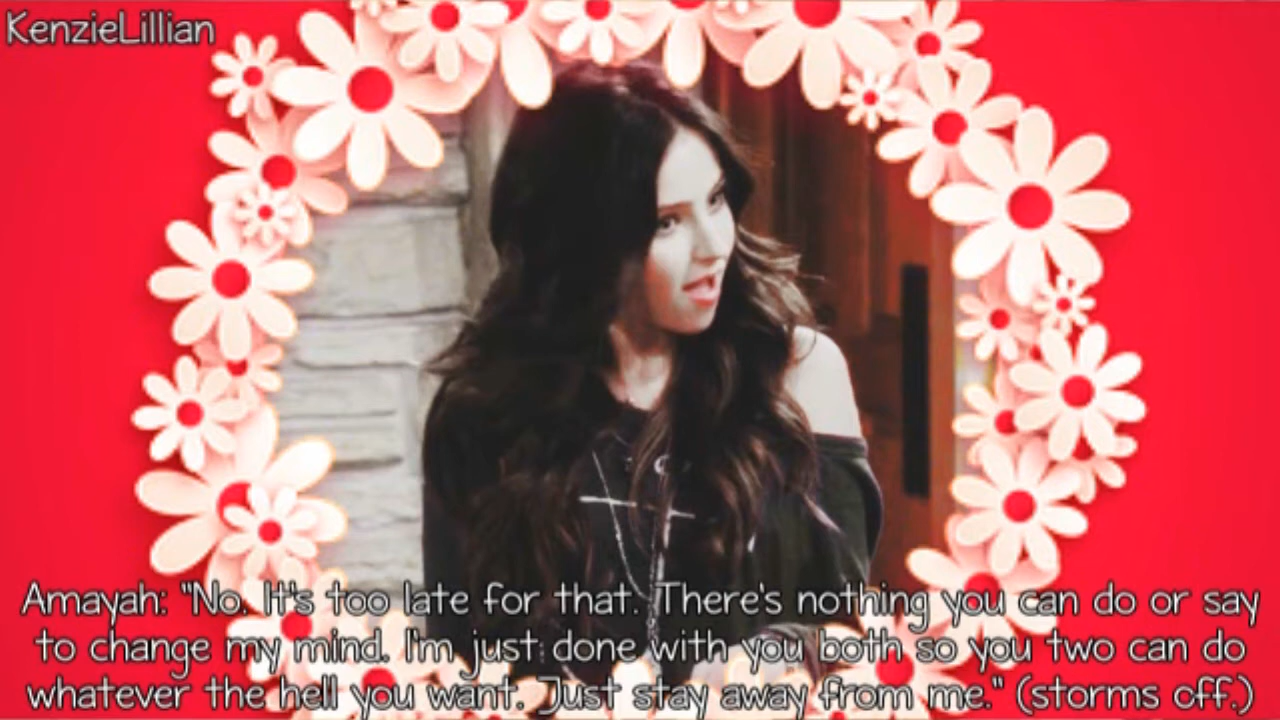 KenzieLillian
Amayah: "No. It's too late for that. There's nothing you can do or say
to change my mind. I'm just done with you both so you two can do
whatever the hell you want. Just stay away from me." (storms off.)